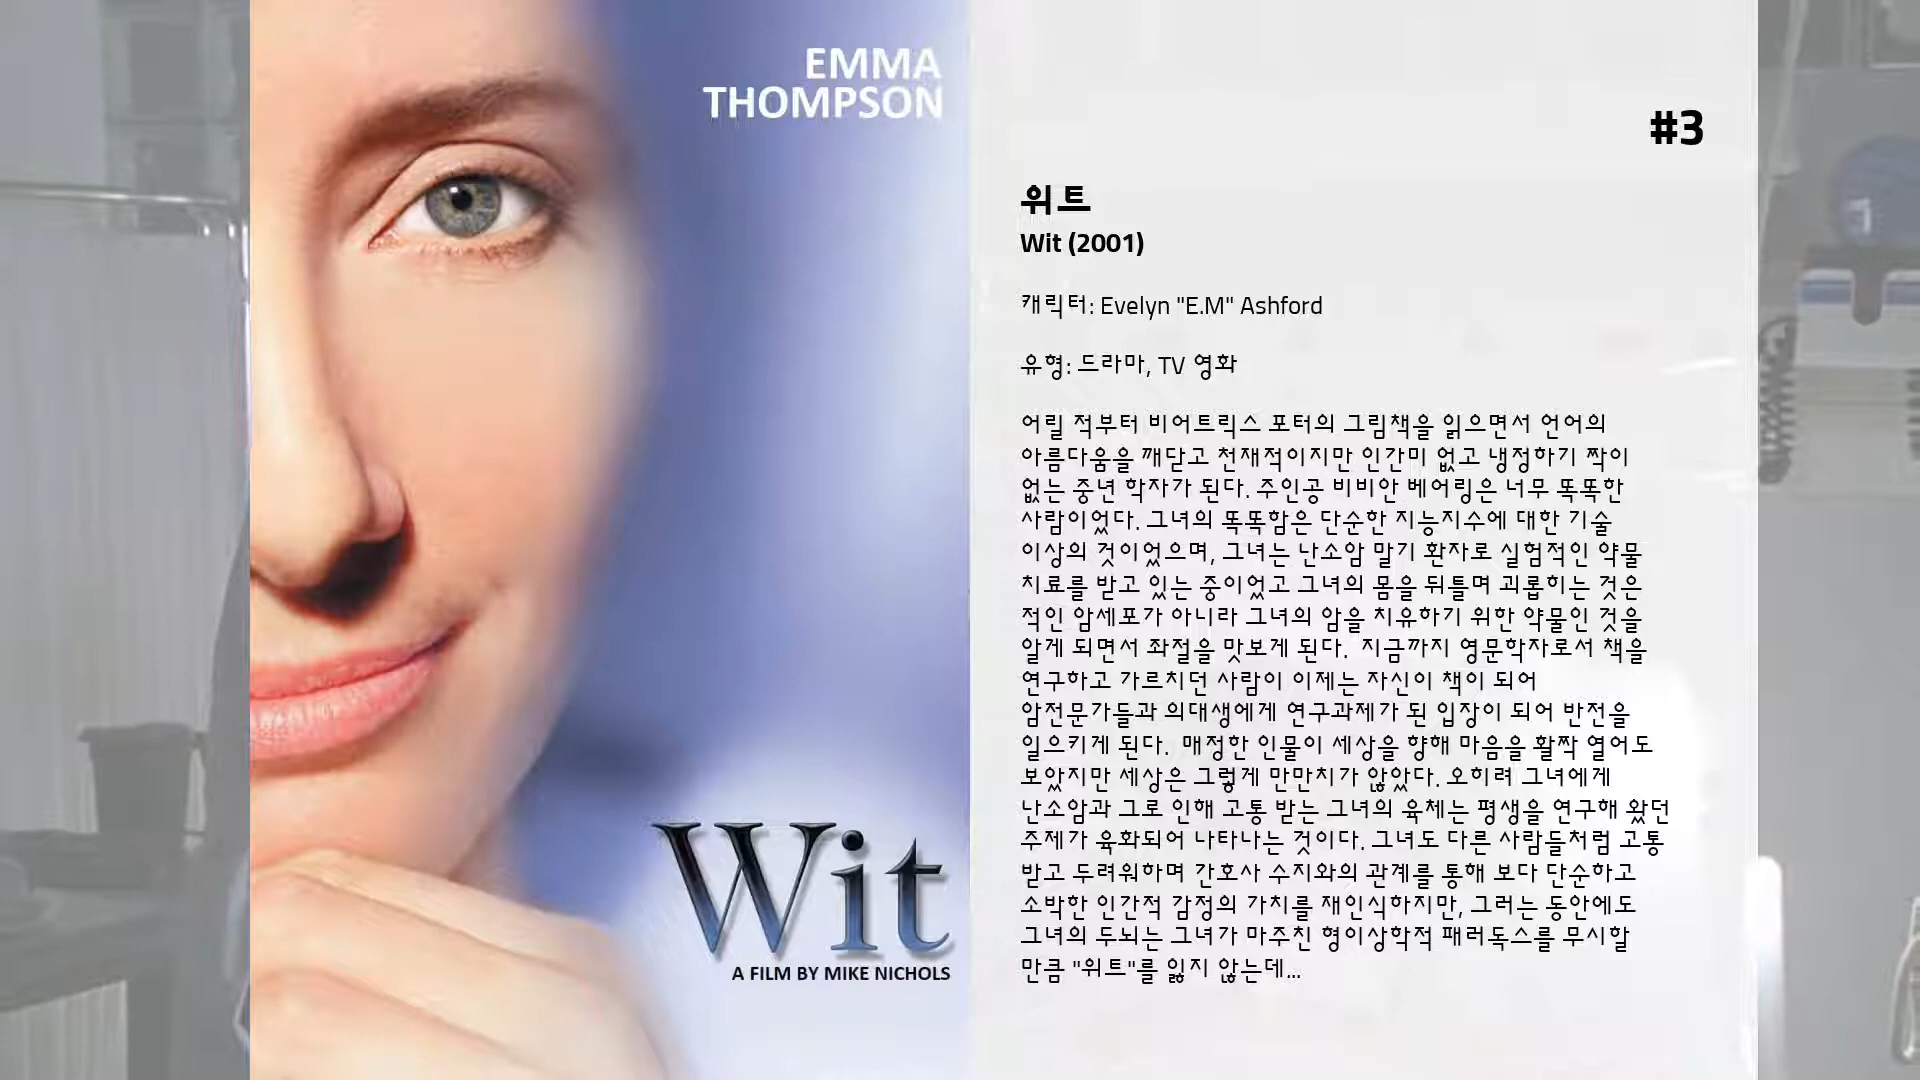 EMMA
THOMPSON
Wit
A FILM BY MIKE NICHOLS
#3
위트
Wit (2001)
캐릭터: Evelyn "E.M" Ashford
유형: 드라마, TV 영화
어릴 적부터 비어트릭스 포터의 그림책을 읽으면서 언어의
아름다움을 깨닫고 천재적이지만 인간미 없고 냉정하기 짝이
없는 중년 학자가 된다. 주인공 비비안 베어링은 너무 똑똑한
사람이었다. 그녀의 똑똑함은 단순한 지능지수에 대한 기술
이상의 것이었으며, 그녀는 난소암 말기 환자로 실험적인 약물
치료를 받고 있는 중이었고 그녀의 몸을 뒤틀며 괴롭히는 것은
적인 암세포가 아니라 그녀의 암을 치유하기 위한 약물인 것을
알게 되면서 좌절을 맛보게 된다. 지금까지 영문학자로서 책을
연구하고 가르치던 사람이 이제는 자신이 책이 되어
암전문가들과 의대생에게 연구과제가 된 입장이 되어 반전을
일으키게 된다. 매정한 인물이 세상을 향해 마음을 활짝 열어도
보았지만 세상은 그렇게 만만치가 않았다. 오히려 그녀에게
난소암과 그로 인해 고통 받는 그녀의 육체는 평생을 연구해 왔던
주제가 육화되어 나타나는 것이다. 그녀도 다른 사람들처럼 고통
받고 두려워하며 간호사 수지와의 관계를 통해 보다 단순하고
소박한 인간적 감정의 가치를 재인식하지만, 그러는 동안에도
그녀의 두뇌는 그녀가 마주친 형이상학적 패러독스를 무시할
만큼 "위트"를 잃지 않는데...